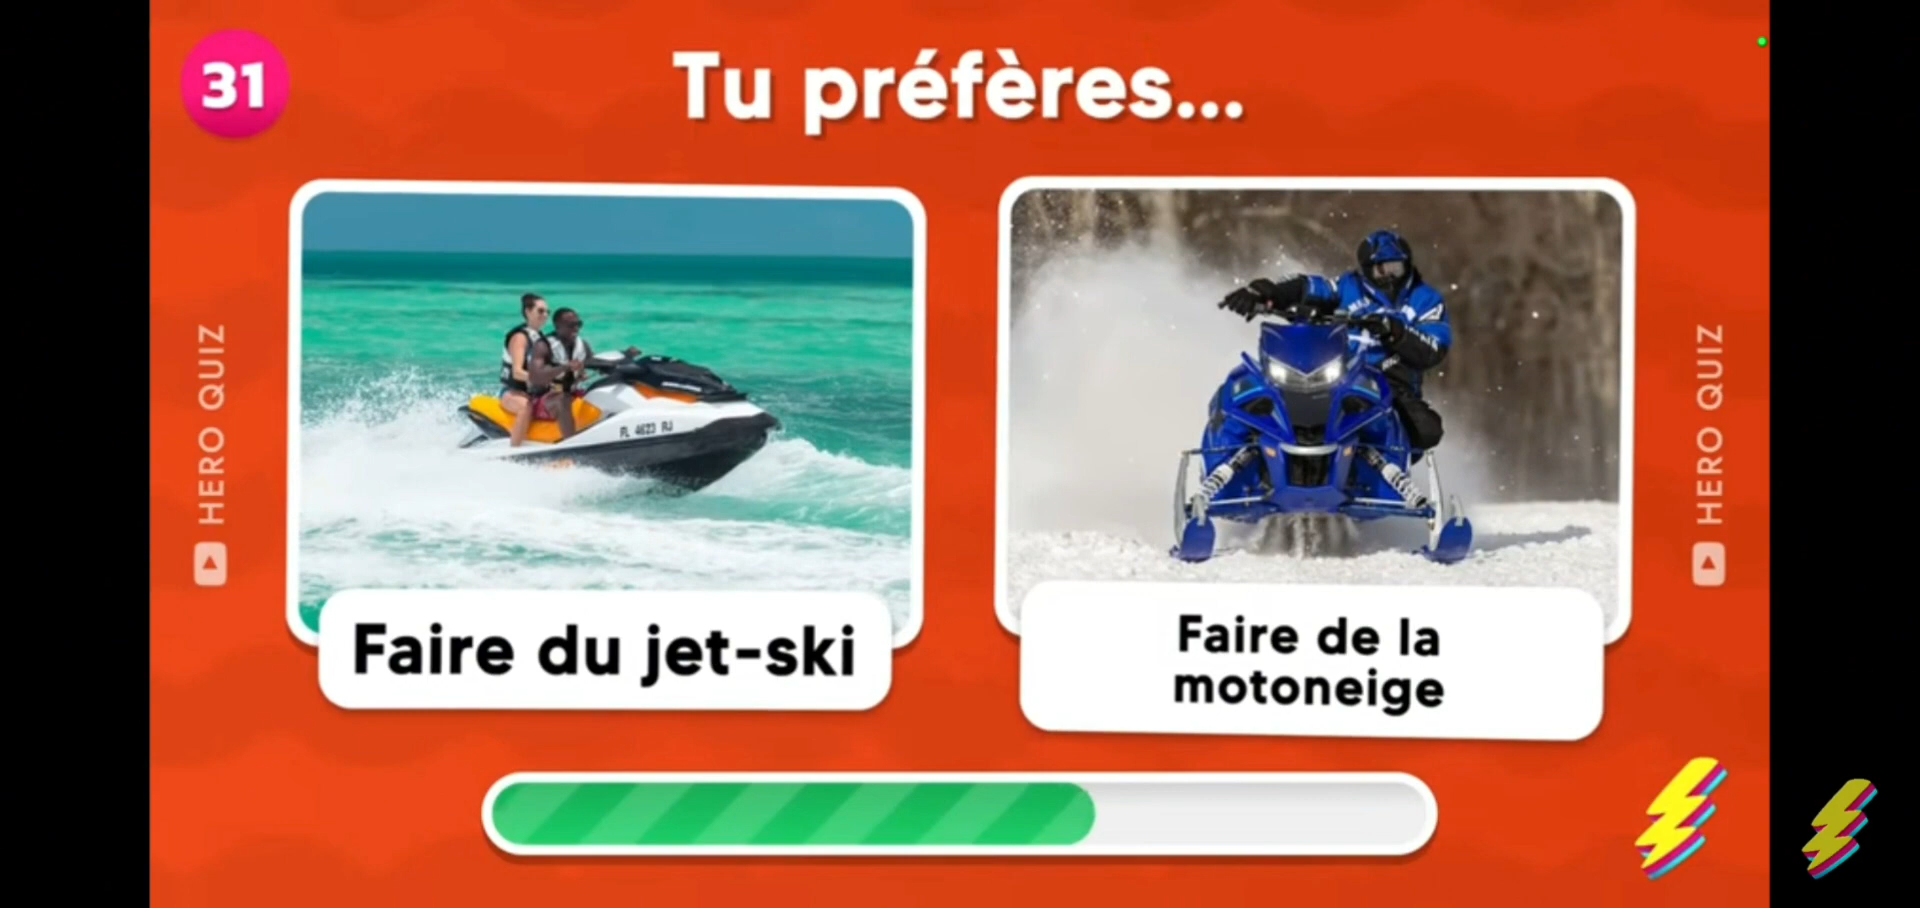 31
Tu préfères...
HERO QUIZ
FL 4623 RJ
Faire du jet-ski
Faire de la
motoneige
HERO QUIZ